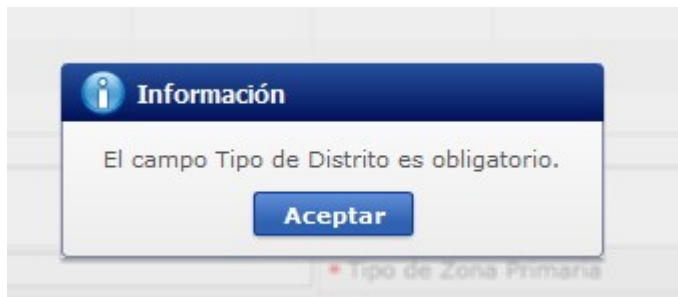 Información
El campo Tipo de Distrito es obligatorio.
Aceptar
* Tipo de Zona Primaria